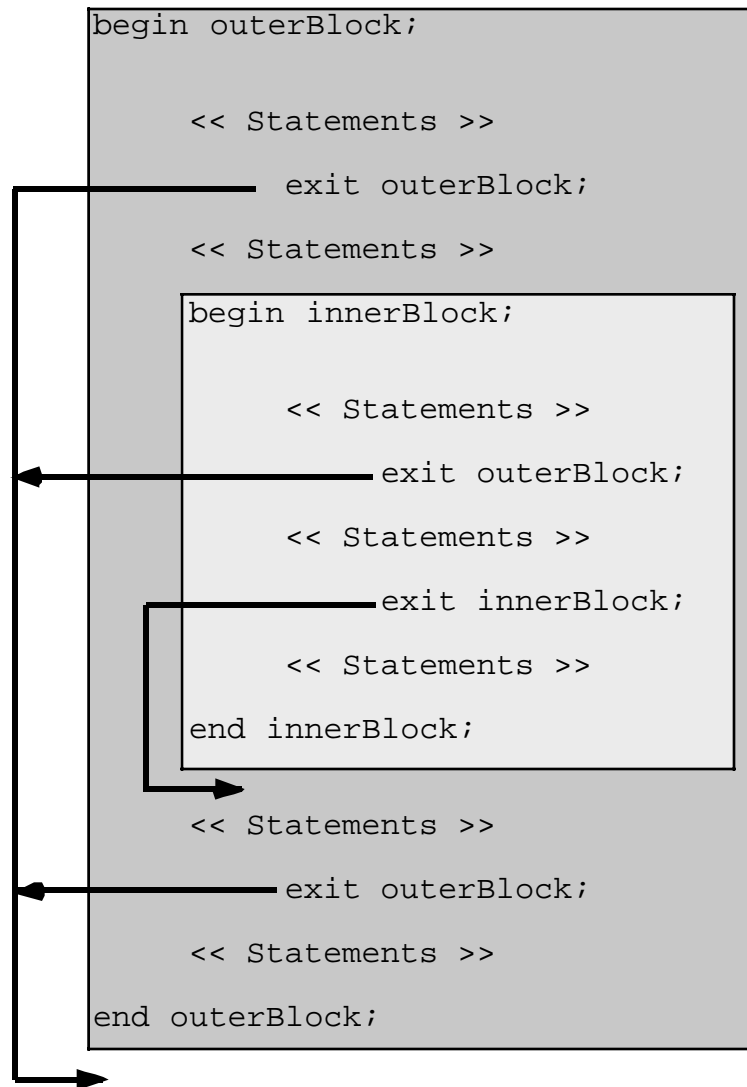 begin outerBlock;
<< Statements >>
exit outerBlock;
<< Statements >>
begin innerBlock;
<< Statements >>
exit outerBlock;
<< Statements >>
exit innerBlock;
<< Statements >>
end innerBlock;
<< Statements >>
exit outerBlock;
<< Statements >>
end outerBlock;